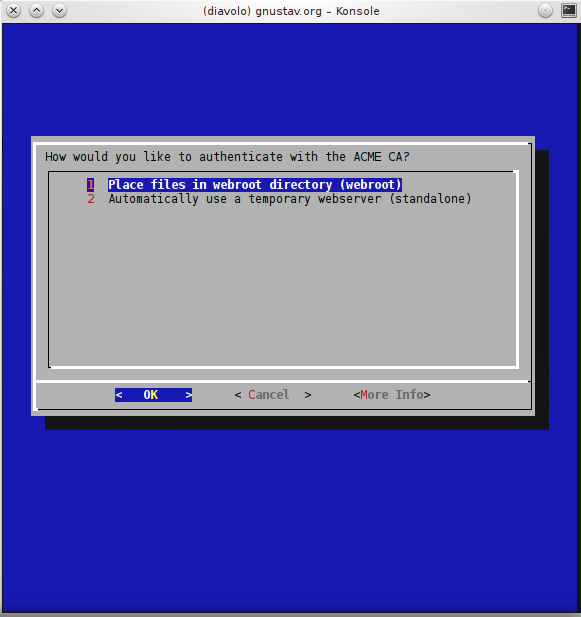 (diavolo) gnustav.org – Konsole
How would you like to authenticate with the ACME CA?
1 Place files in webroot directory (webroot)
2 Automatically use a temporary webserver (standalone)
< OK > < Cancel > <More Info>